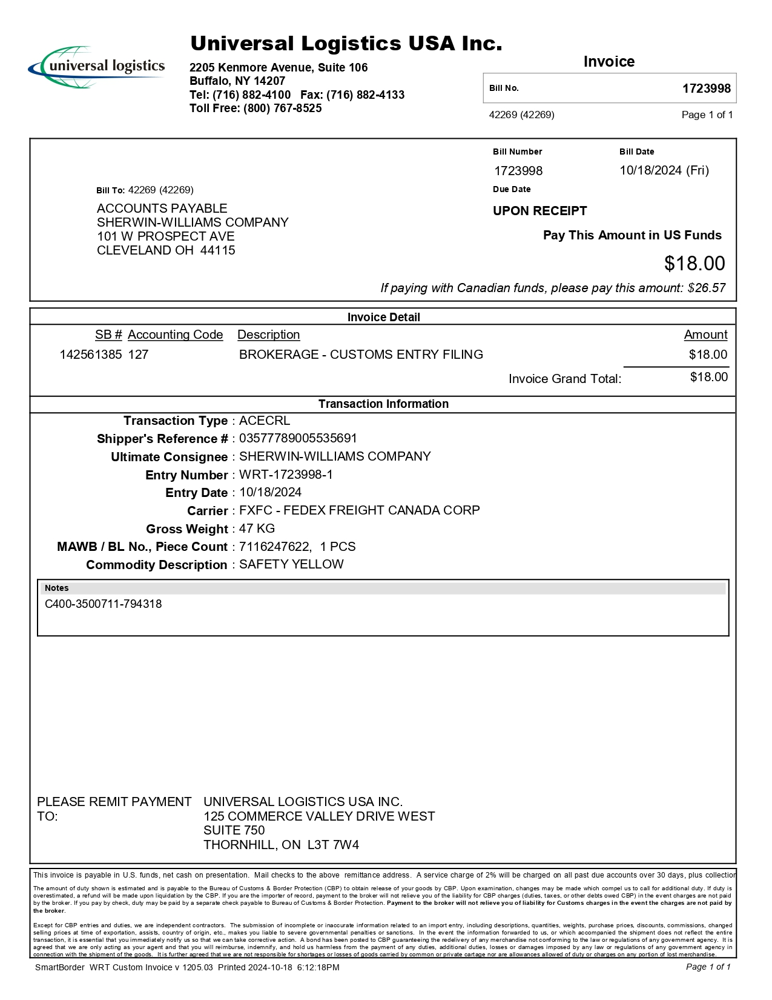 universal logistics
Universal Logistics USA Inc.
2205 Kenmore Avenue, Suite 106
Buffalo, NY 14207
Tel: (716) 882-4100 Fax: (716) 882-4133
Toll Free: (800) 767-8525
Invoice
Bill No. 1723998
42269 (42269) Page 1 of 1
Bill Number Bill Date
1723998 10/18/2024 (Fri)
Bill To: 42269 (42269)
ACCOUNTS PAYABLE
SHERWIN-WILLIAMS COMPANY
101 W PROSPECT AVE
CLEVELAND OH 44115
Due Date
UPON RECEIPT
Pay This Amount in US Funds
$18.00
If paying with Canadian funds, please pay this amount: $26.57
Invoice Detail
SB # Accounting Code Description Amount
142561385 127 BROKERAGE - CUSTOMS ENTRY FILING $18.00
Invoice Grand Total: $18.00
Transaction Information
Transaction Type : ACECRL
Shipper's Reference # : 03577789005535691
Ultimate Consignee : SHERWIN-WILLIAMS COMPANY
Entry Number : WRT-1723998-1
Entry Date : 10/18/2024
Carrier : FXFC - FEDEX FREIGHT CANADA CORP
Gross Weight : 47 KG
MAWB / BL No., Piece Count : 7116247622, 1 PCS
Commodity Description : SAFETY YELLOW
Notes
C400-3500711-794318
PLEASE REMIT PAYMENT TO:
UNIVERSAL LOGISTICS USA INC.
125 COMMERCE VALLEY DRIVE WEST
SUITE 750
THORNHILL, ON L3T 7W4
This invoice is payable in U.S. funds, net cash on presentation. Mail checks to the above remittance address. A service charge of 2% will be charged on all past due accounts over 30 days, plus collection
The amount of duty shown is estimated and is payable to the Bureau of Customs & Border Protection (CBP) to obtain release of your goods by CBP. Upon examination, changes may be made which compel us to call for additional duty. If duty is
overestimated, a refund will be made upon liquidation by the CBP. If you are the importer of record, payment to the broker will not relieve you of the liability for CBP charges (duties, taxes, or other debts owed CBP) in the event charges are not paid
by the broker. If you pay by check, duty may be paid by a separate check payable to Bureau of Customs & Border Protection. Payment to the broker will not relieve you of liability for Customs charges in the event the charges are not paid by
the broker.
Except for CBP entries and duties, we are independent contractors. The submission of incomplete or inaccurate information related to an import entry, including descriptions, quantities, weights, purchase prices, discounts, commissions, changed
selling prices at time of exportation, assists, country of origin, etc., makes you liable to severe governmental penalties or sanctions. In the event the information forwarded to us, or which accompanied the shipment does not reflect the entire
transaction, it is essential that you immediately notify us so that we can take corrective action. A bond has been posted to CBP guaranteeing the redelivery of any merchandise not conforming to the law or regulations of any government agency. It is
agreed that we are only acting as your agent and that you will reimburse, indemnify, and hold us harmless from the payment of any duties, additional duties, losses or damages imposed by any law or regulations of any government agency in
connection with the shipment of the goods. It is further agreed that we are not responsible for shortages or losses of goods carried by common or private cartage nor are allowances allowed of duty or charges on any portion of lost merchandise.
SmartBorder WRT Custom Invoice v 1205.03 Printed 2024-10-18 6:12:18PM Page 1 of 1